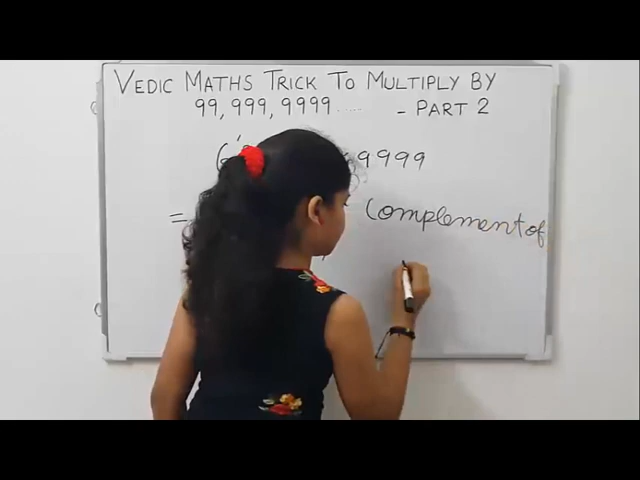 VEDIC MATHS TRICK TO MULTIPLY BY
99, 999, 9999.....  - PART 2
9999
= Complement of